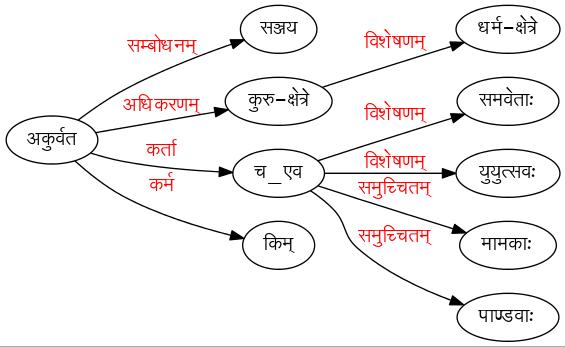 सञ्जय
धर्म-क्षेत्रे
सम्बोधनम्
विशेषणम्
अधिकरणम्
कुरु-क्षेत्रे
समवेताः
विशेषणम्
अकुर्वत
कर्ता
च_एव
विशेषणम्
युयुत्सवः
कर्म
समुच्चितम्
किम्
समुच्चितम्
मामकाः
पाण्डवाः